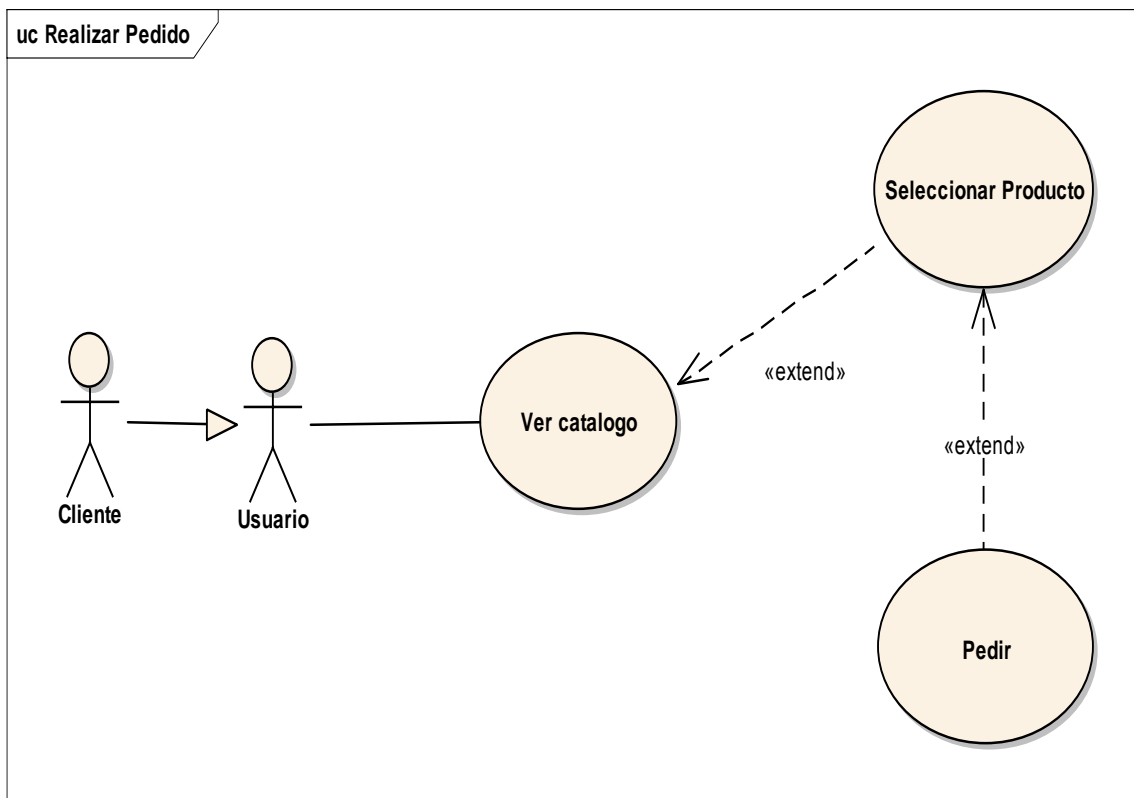 uc Realizar Pedido
Seleccionar Producto
«extend»
Ver catalogo
«extend»
Cliente
Usuario
Pedir